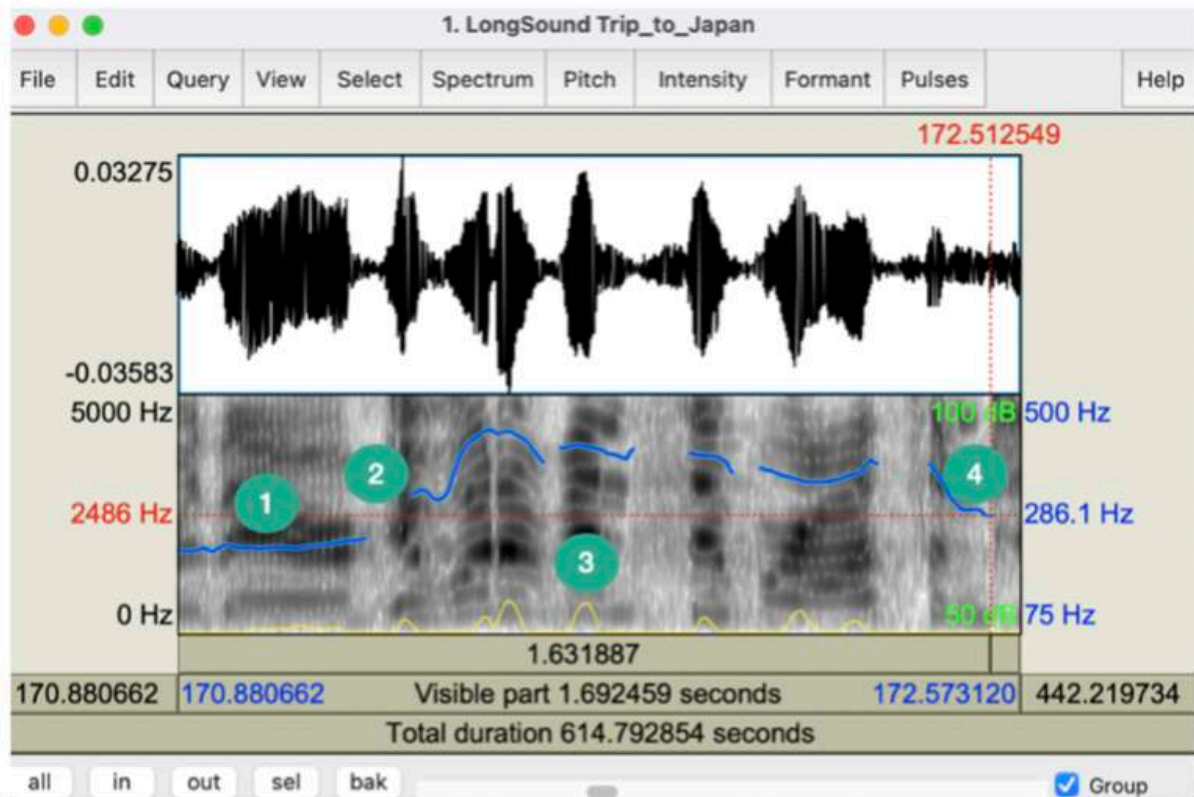 1. LongSound Trip_to_Japan
File Edit Query View Select Spectrum Pitch Intensity Formant Pulses Help
172.512549
0.03275
-0.03583
5000 Hz 100 dB 500 Hz
2
4
1
2486 Hz 286.1 Hz
3
0 Hz 50 dB 75 Hz
1.631887
170.880662 170.880662 Visible part 1.692459 seconds 172.573120 442.219734
Total duration 614.792854 seconds
all in out sel bak Group